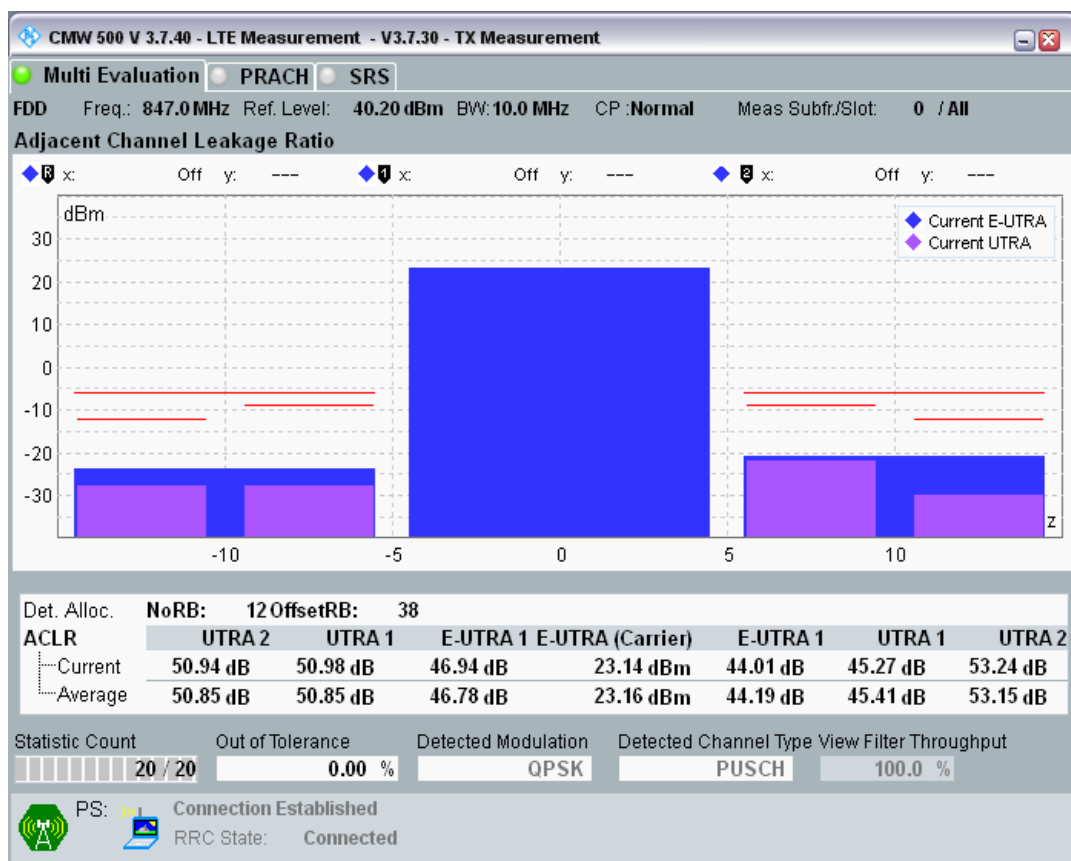 CMW 500 V 3.7.40 - LTE Measurement - V3.7.30 - TX Measurement
Multi Evaluation PRACH SRS
FDD Freq.: 847.0 MHz Ref. Level: 40.20 dBm BW: 10.0 MHz CP :Normal Meas Subfr./Slot: 0 / All
Adjacent Channel Leakage Ratio
R x: Off y: --- 1 x: Off y: --- 2 x: Off y: ---
dBm
Current E-UTRA
Current UTRA
30
20
10
0
-10
-20
-30
z
-10 -5 0 5 10
Det. Alloc. NoRB: 12 OffsetRB: 38
ACLR UTRA 2 UTRA 1 E-UTRA 1 E-UTRA (Carrier) E-UTRA 1 UTRA 1 UTRA 2
Current 50.94 dB 50.98 dB 46.94 dB 23.14 dBm 44.01 dB 45.27 dB 53.24 dB
Average 50.85 dB 50.85 dB 46.78 dB 23.16 dBm 44.19 dB 45.41 dB 53.15 dB
Statistic Count Out of Tolerance Detected Modulation Detected Channel Type View Filter Throughput
20 / 20 0.00 % QPSK PUSCH 100.0 %
PS: Connection Established
RRC State: Connected